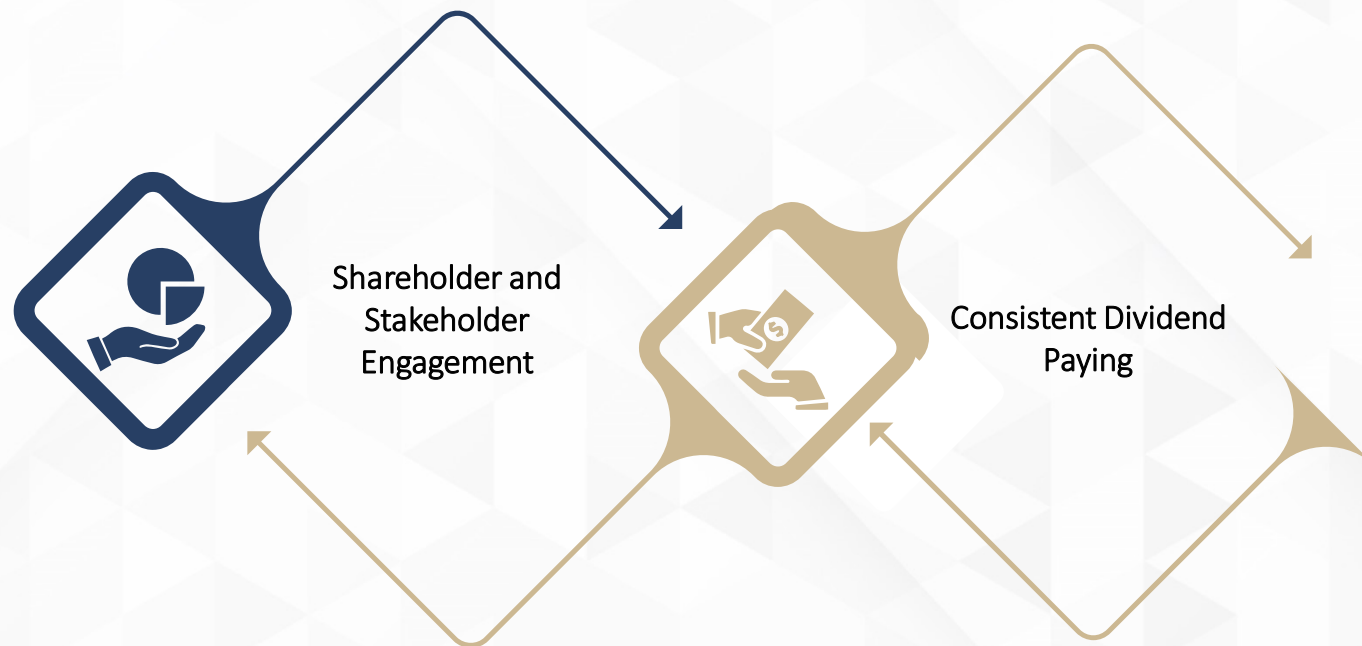 Shareholder and
Stakeholder
Engagement
Consistent Dividend
Paying